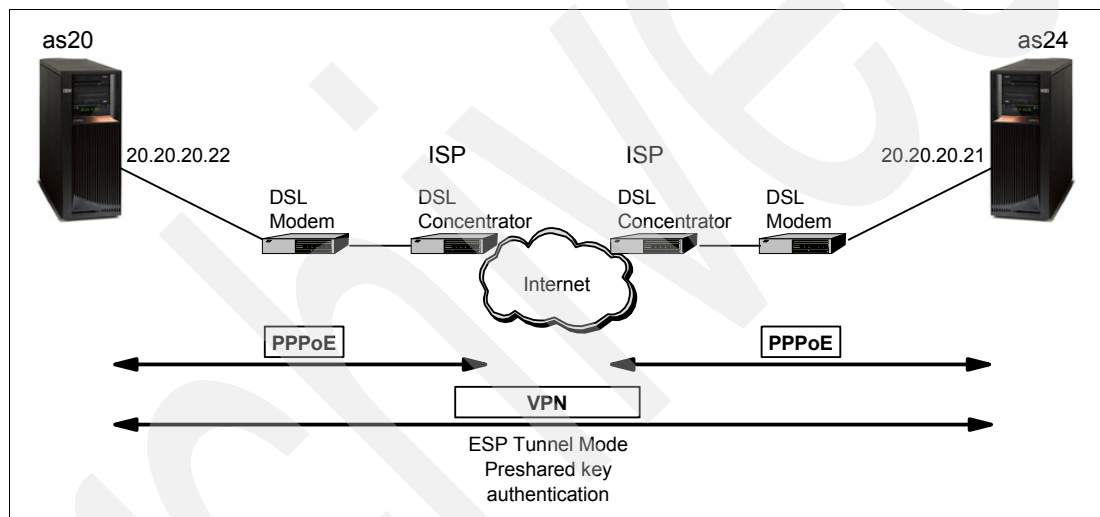 as20
as24
20.20.20.22
ISP
ISP
20.20.20.21
DSL
Modem
DSL
Concentrator
DSL
Concentrator
DSL
Modem
Internet
PPPoE
PPPoE
VPN
ESP Tunnel Mode
Preshared key
authentication